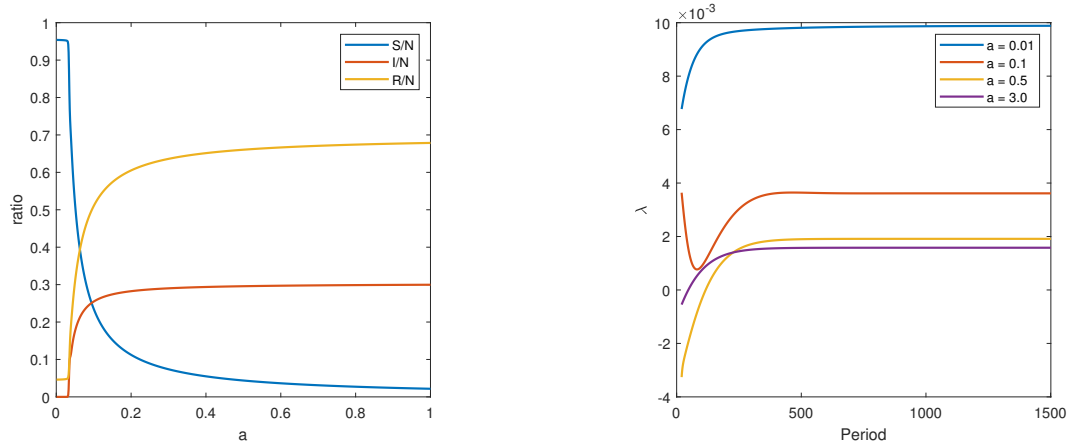 1
0.9
0.8
0.7
0.6
0.5
0.4
0.3
0.2
0.1
0
ratio
0 0.2 0.4 0.6 0.8 1
a
S/N
I/N
R/N
×10⁻³
10
8
6
4
2
0
-2
-4
λ
0 500 1000 1500
Period
a = 0.01
a = 0.1
a = 0.5
a = 3.0